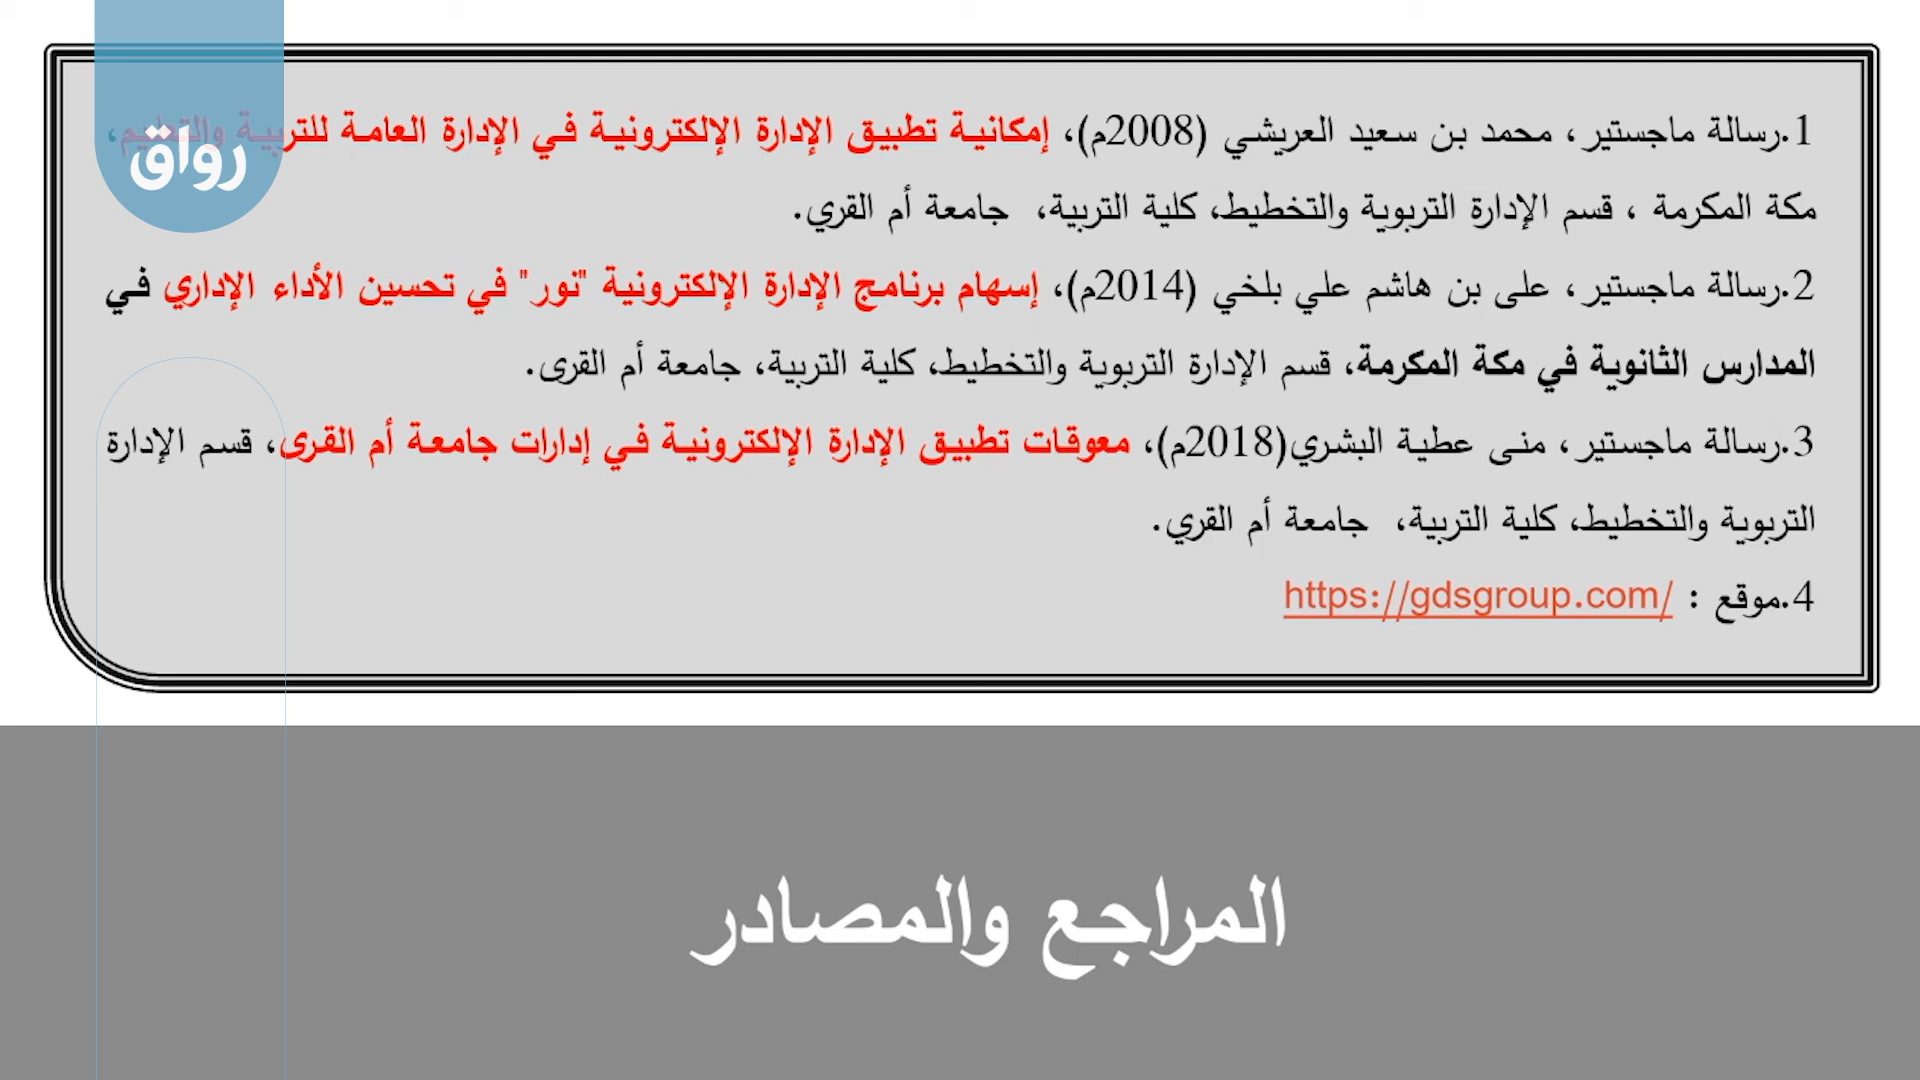 رواق
1.رسالة ماجستير، محمد بن سعيد العريشي (2008م)، إمكانية تطبيق الإدارة الإلكترونية في الإدارة العامة للتربية والتعليم،
مكة المكرمة ، قسم الإدارة التربوية والتخطيط، كلية التربية، جامعة أم القري.
2.رسالة ماجستير، على بن هاشم علي بلخي (2014م)، إسهام برنامج الإدارة الإلكترونية "نور" في تحسين الأداء الإداري في
المدارس الثانوية في مكة المكرمة، قسم الإدارة التربوية والتخطيط، كلية التربية، جامعة أم القرى.
3.رسالة ماجستير، منى عطية البشري(2018م)، معوقات تطبيق الإدارة الإلكترونية في إدارات جامعة أم القرى، قسم الإدارة
التربوية والتخطيط، كلية التربية، جامعة أم القري.
4.موقع : https://gdsgroup.com/
المراجع والمصادر